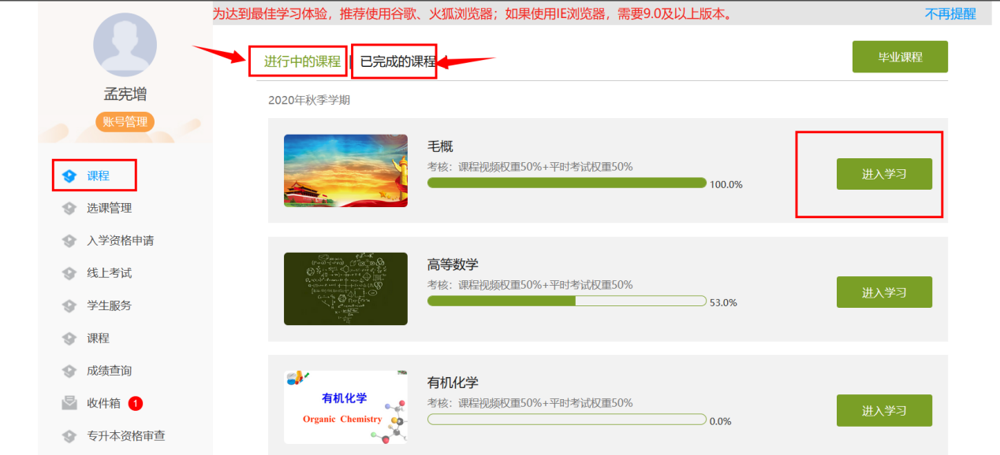 为达到最佳学习体验，推荐使用谷歌、火狐浏览器；如果使用IE浏览器，需要9.0及以上版本。 不再提醒
孟宪增
账号管理
课程
选课管理
入学资格申请
线上考试
学生服务
课程
成绩查询
收件箱 1
专升本资格审查
进行中的课程 已完成的课程
毕业课程
2020年秋季学期
毛概
考核：课程视频权重50%+平时考试权重50%
100.0%
进入学习
高等数学
考核：课程视频权重50%+平时考试权重50%
53.0%
进入学习
有机化学
Organic Chemistry
有机化学
考核：课程视频权重50%+平时考试权重50%
0.0%
进入学习